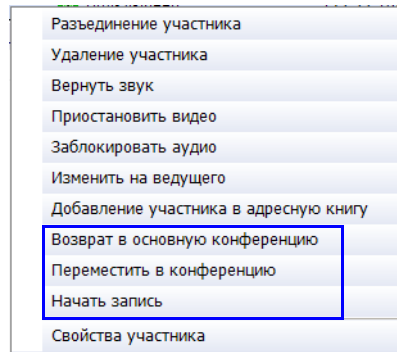 Разъединение участника
Удаление участника
Вернуть звук
Приостановить видео
Заблокировать аудио
Изменить на ведущего
Добавление участника в адресную книгу
Возврат в основную конференцию
Переместить в конференцию
Начать запись
Свойства участника